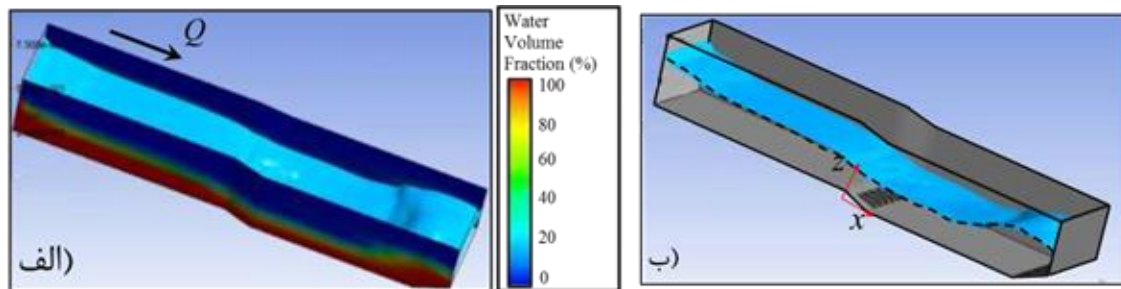 Q
الف)
Water
Volume
Fraction (%)
100
80
60
40
20
0
z
x
ب)